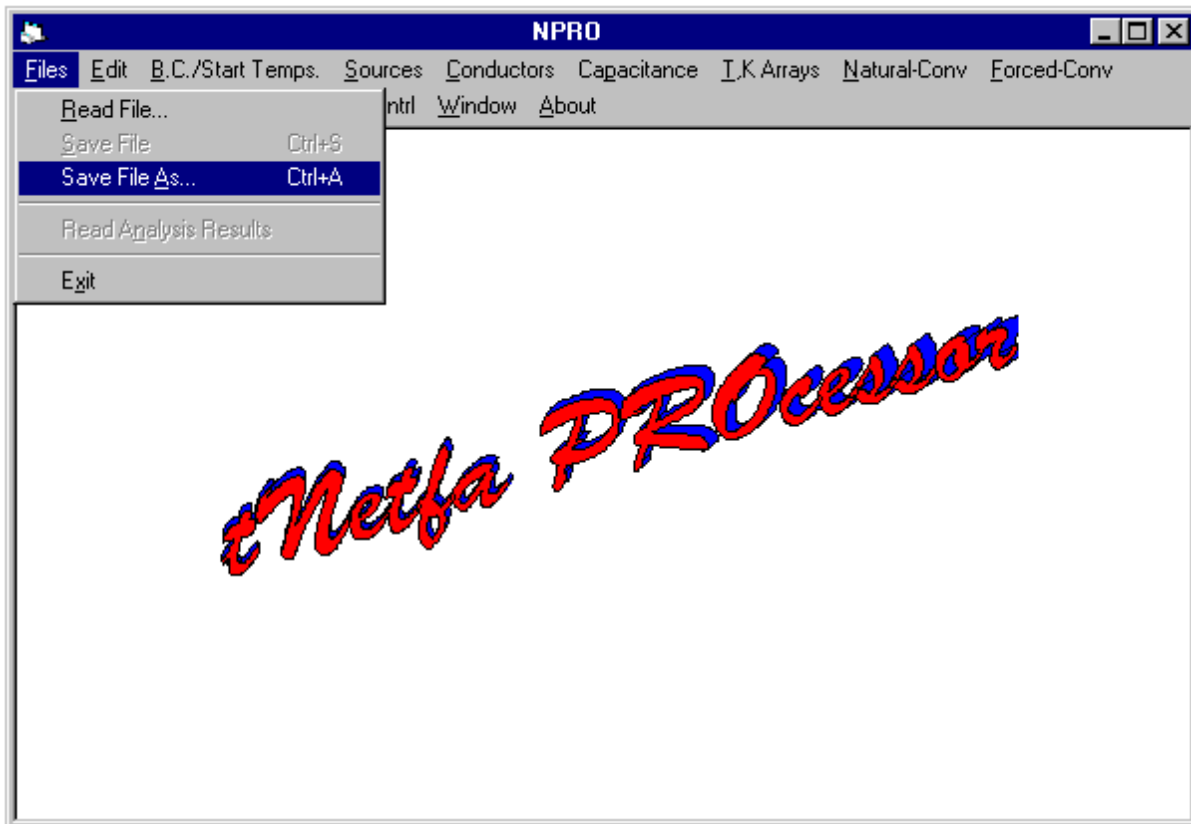 NPRO
Files Edit B.C./Start Temps. Sources Conductors Capacitance T,K Arrays Natural-Conv Forced-Conv
ntrl Window About
Read File...
Save File Ctrl+S
Save File As... Ctrl+A
Read Analysis Results
Exit
tNetfa PROcessor